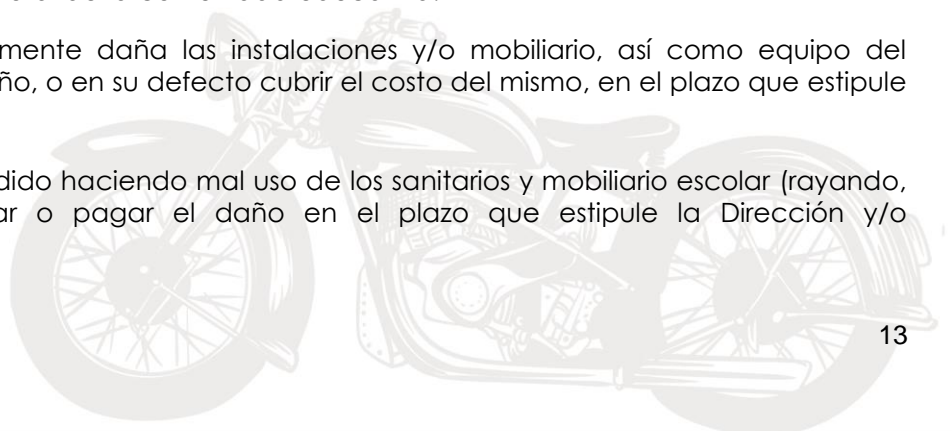 mente daña las instalaciones y/o mobiliario, así como equipo del
ño, o en su defecto cubrir el costo del mismo, en el plazo que estipule
dido haciendo mal uso de los sanitarios y mobiliario escolar (rayando,
ar o pagar el daño en el plazo que estipule la Dirección y/o
13